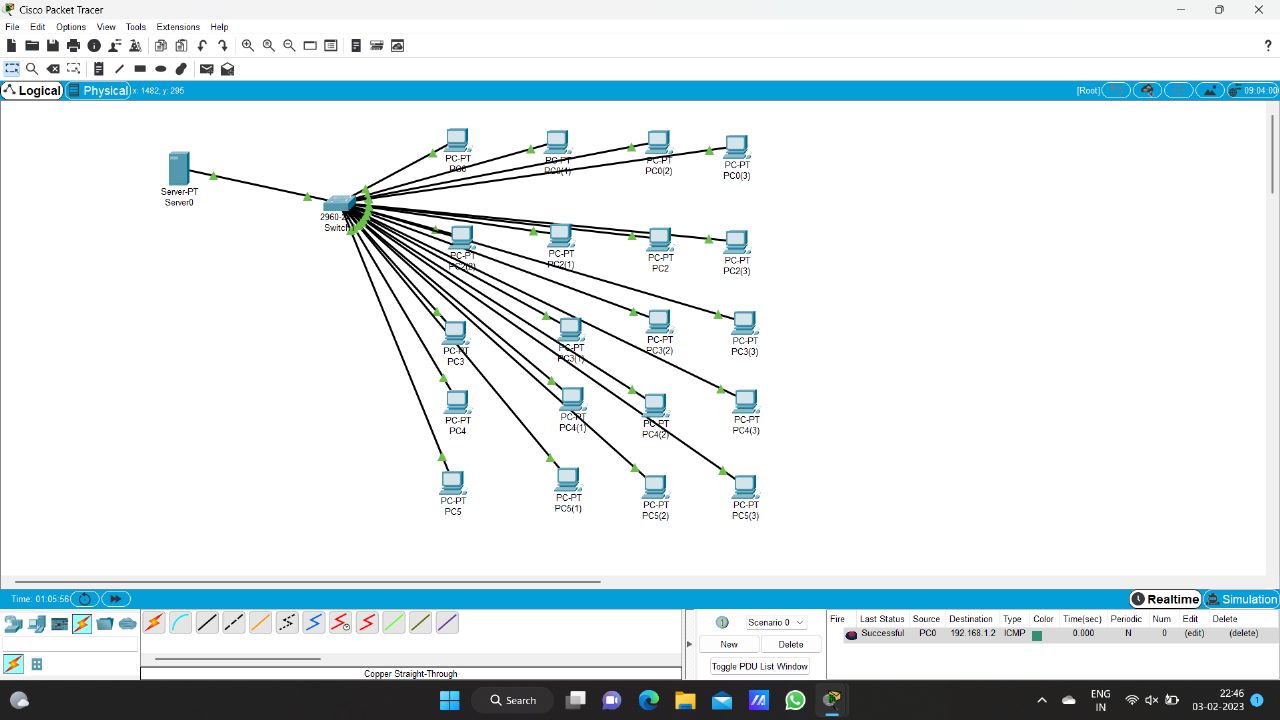 Cisco Packet Tracer
File Edit Options View Tools Extensions Help
Logical Physical x: 1482, y: 295 [Root] 09:04:00
Server-PT
Server0
2960-2
Switch
PC-PT
PC0
PC-PT
PC0(1)
PC-PT
PC0(2)
PC-PT
PC0(3)
PC-PT
PC-PT
PC2(1)
PC-PT
PC2
PC-PT
PC2(3)
PC-PT
PC3
PC-PT
PC3(1)
PC-PT
PC3(2)
PC-PT
PC3(3)
PC-PT
PC4
PC-PT
PC4(1)
PC-PT
PC4(2)
PC-PT
PC4(3)
PC-PT
PC5
PC-PT
PC5(1)
PC-PT
PC5(2)
PC-PT
PC5(3)
Time: 01:05:56
Realtime Simulation
Copper Straight-Through
Scenario 0
New Delete
Toggle PDU List Window
Fire Last Status Source Destination Type Color Time(sec) Periodic Num Edit Delete
Successful PC0 192.168.1.2 ICMP 0.000 N 0 (edit) (delete)
Search
ENG
IN
22:46
03-02-2023
1